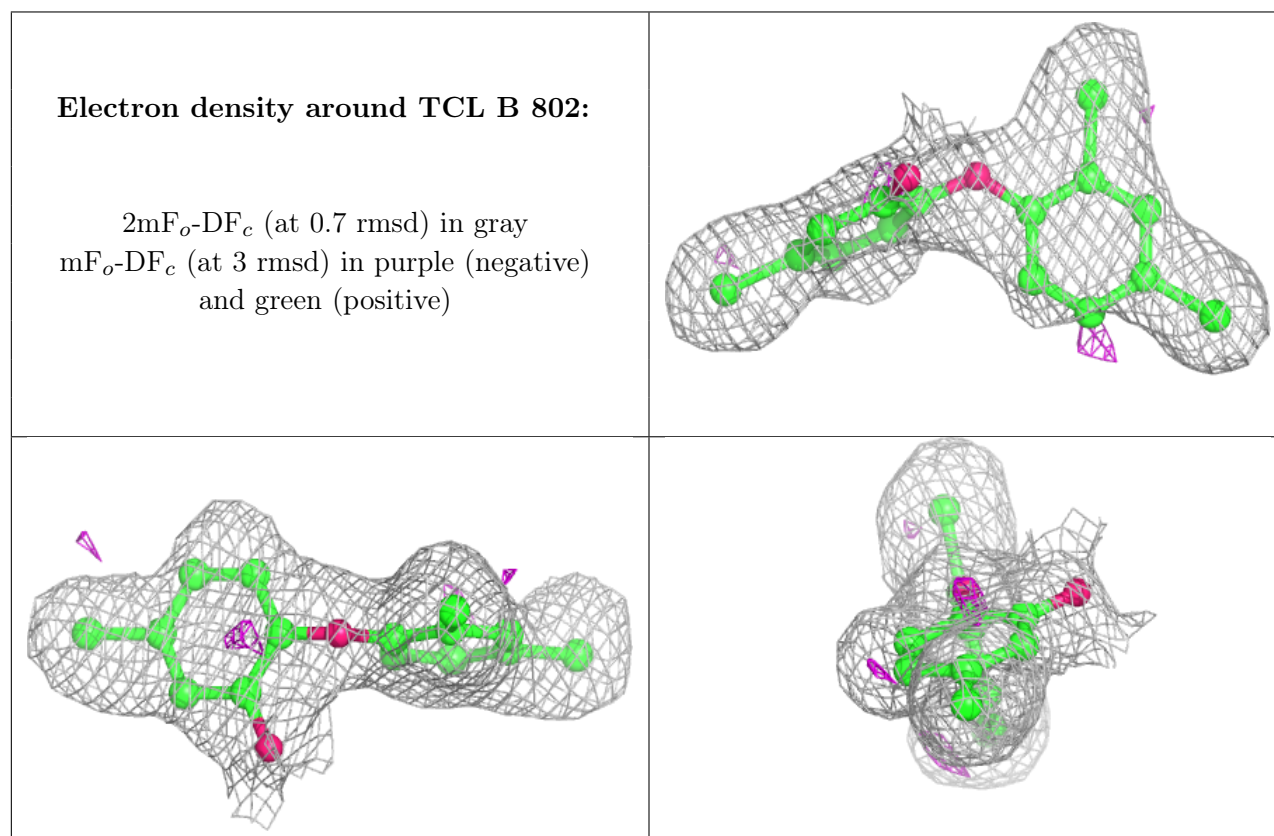 Electron density around TCL B 802:
2mFo-DFc (at 0.7 rmsd) in gray
mFo-DFc (at 3 rmsd) in purple (negative)
and green (positive)